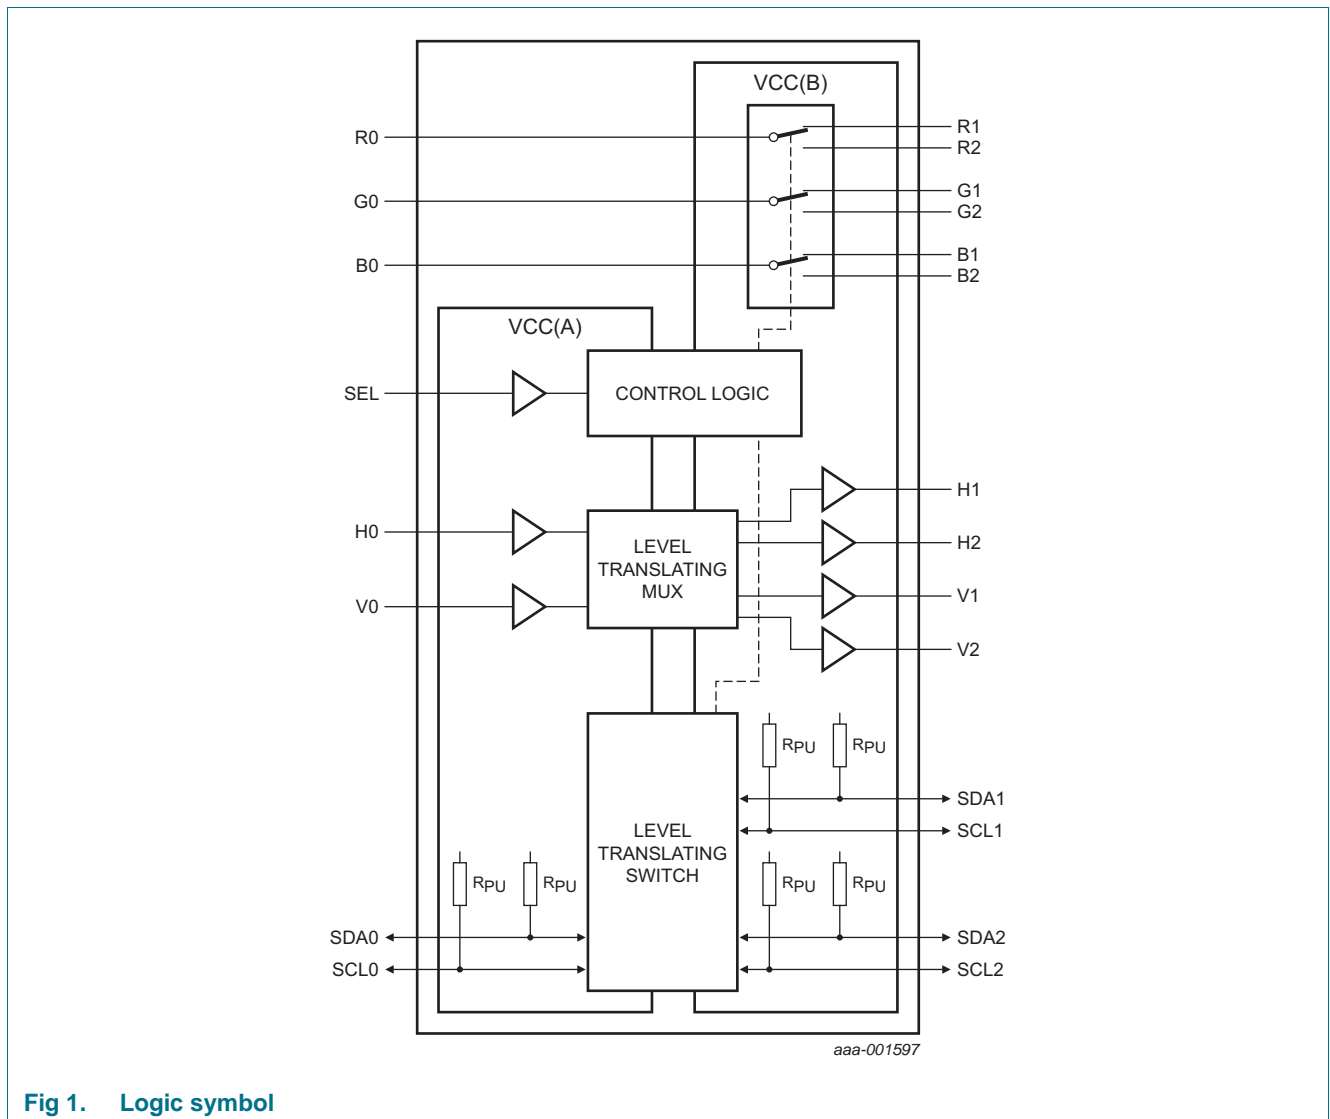 VCC(B)
R0
R1
R2
G0
G1
G2
B0
B1
B2
VCC(A)
SEL
CONTROL LOGIC
H0
V0
LEVEL
TRANSLATING
MUX
H1
H2
V1
V2
RPU
RPU
SDA1
SCL1
LEVEL
TRANSLATING
SWITCH
RPU
RPU
RPU
RPU
SDA0
SCL0
SDA2
SCL2
aaa-001597
Fig 1. Logic symbol